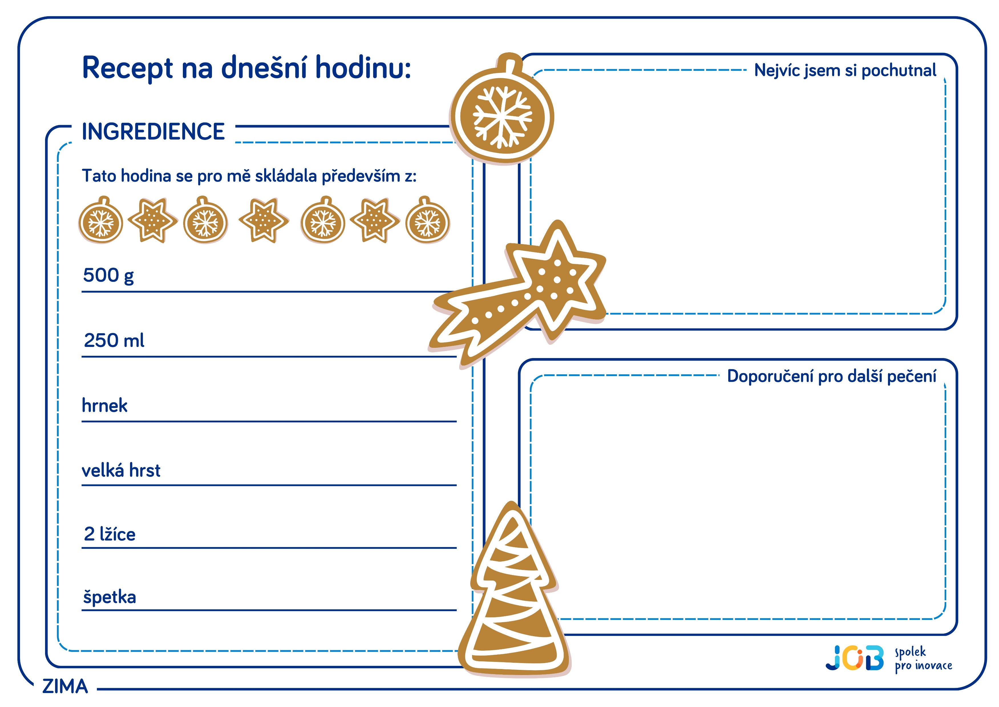 Recept na dnešní hodinu:
INGREDIENCE
Tato hodina se pro mě skládala především z:
500 g
250 ml
hrnek
velká hrst
2 lžíce
špetka
Nejvíc jsem si pochutnal
Doporučení pro další pečení
JOB
spolek
pro inovace
ZIMA